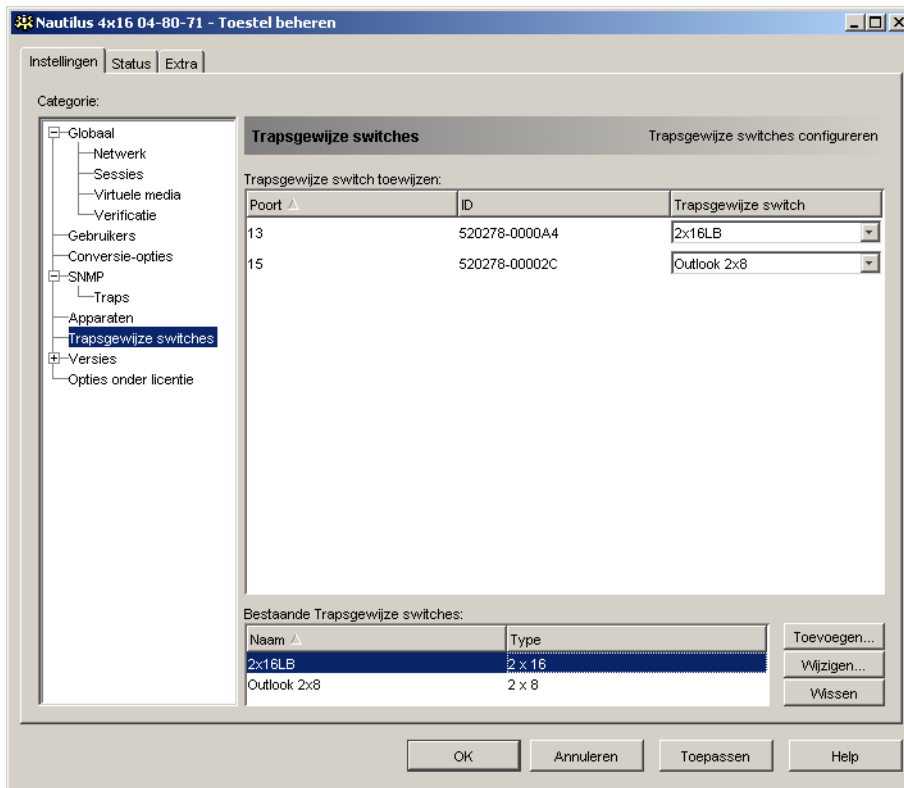 Nautilus 4x16 04-80-71 - Toestel beheren
Instellingen Status Extra
Categorie:
Globaal
Netwerk
Sessies
Virtuele media
Verificatie
Gebruikers
Conversie-opties
SNMP
Traps
Apparaten
Trapsgewijze switches
Versies
Opties onder licentie
Trapsgewijze switches Trapsgewijze switches configureren
Trapsgewijze switch toewijzen:
Poort ID Trapsgewijze switch
13 520278-0000A4 2x16LB
15 520278-00002C Outlook 2x8
Bestaande Trapsgewijze switches:
Naam Type
2x16LB 2 x 16
Outlook 2x8 2 x 8
Toevoegen...
Wijzigen...
Wissen
OK Annuleren Toepassen Help